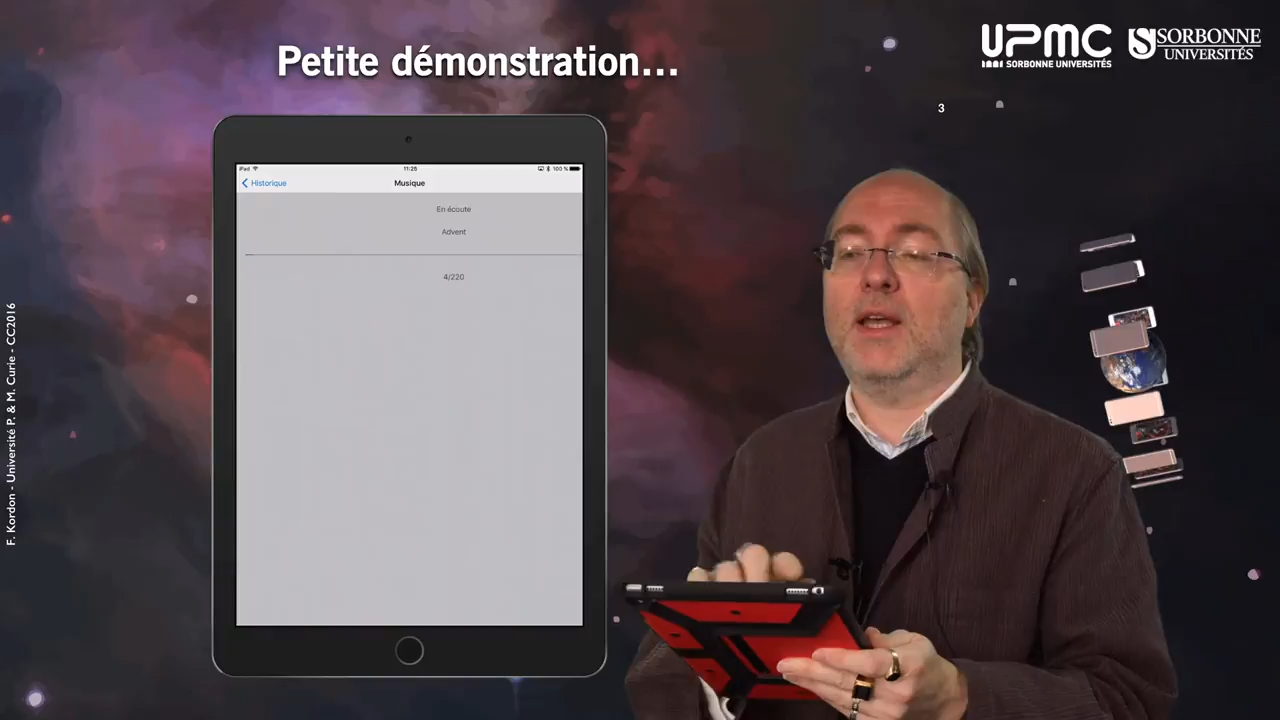 Petite démonstration...
UPMC
SORBONNE UNIVERSITÉS
SORBONNE
UNIVERSITÉS
3
iPad
11:25
100 %
Historique
Musique
En écoute
Advent
4/220
F. Kordon - Université P. & M. Curie - CC2016